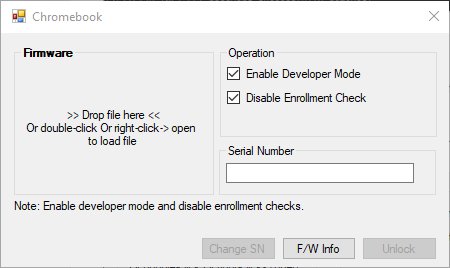 Chromebook
Firmware
>> Drop file here <<
Or double-click Or right-click-> open
to load file
Operation
Enable Developer Mode
Disable Enrollment Check
Serial Number
Note: Enable developer mode and disable enrollment checks.
Change SN
F/W Info
Unlock